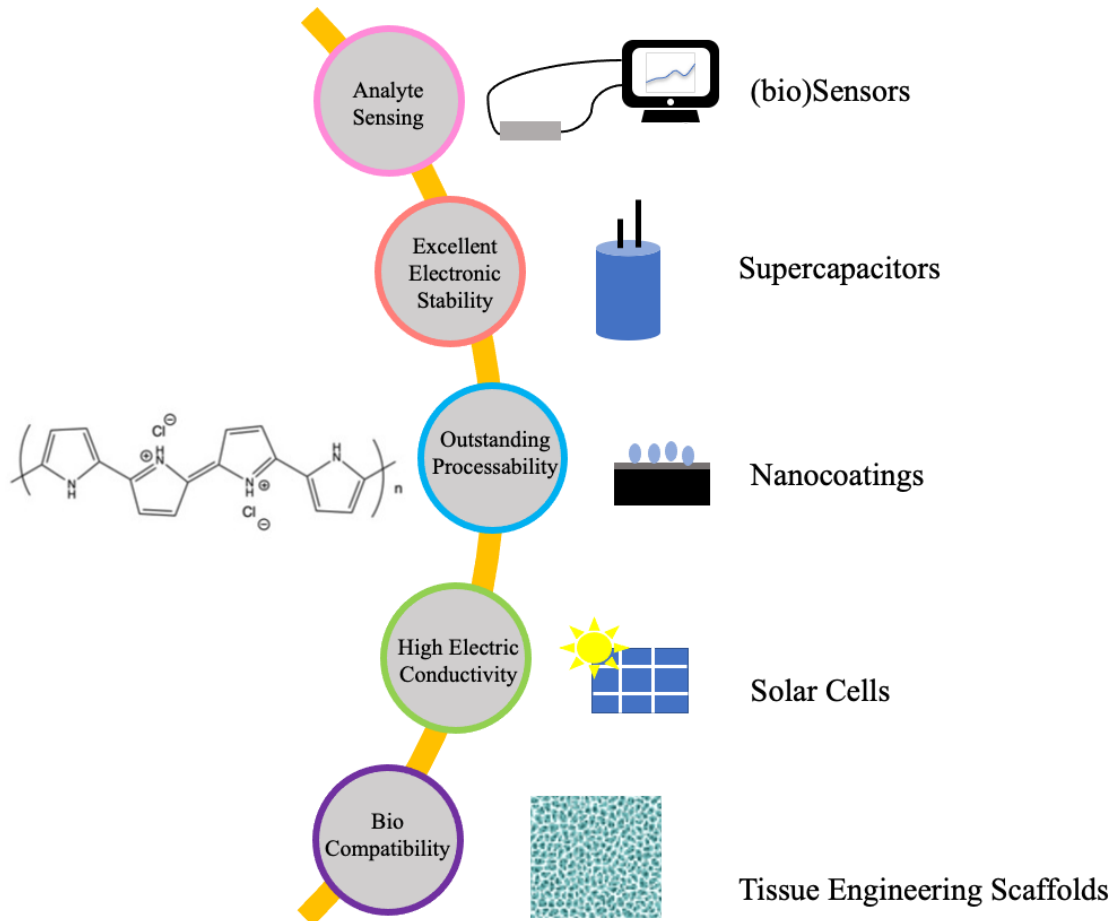 Analyte
Sensing
(bio)Sensors
Excellent
Electronic
Stability
Supercapacitors
Cl ⊖
H
N
⊕
H
N
N
H
N
H
⊕
Cl ⊖
n
Outstanding
Processability
Nanocoatings
High Electric
Conductivity
Solar Cells
Bio
Compatibility
Tissue Engineering Scaffolds